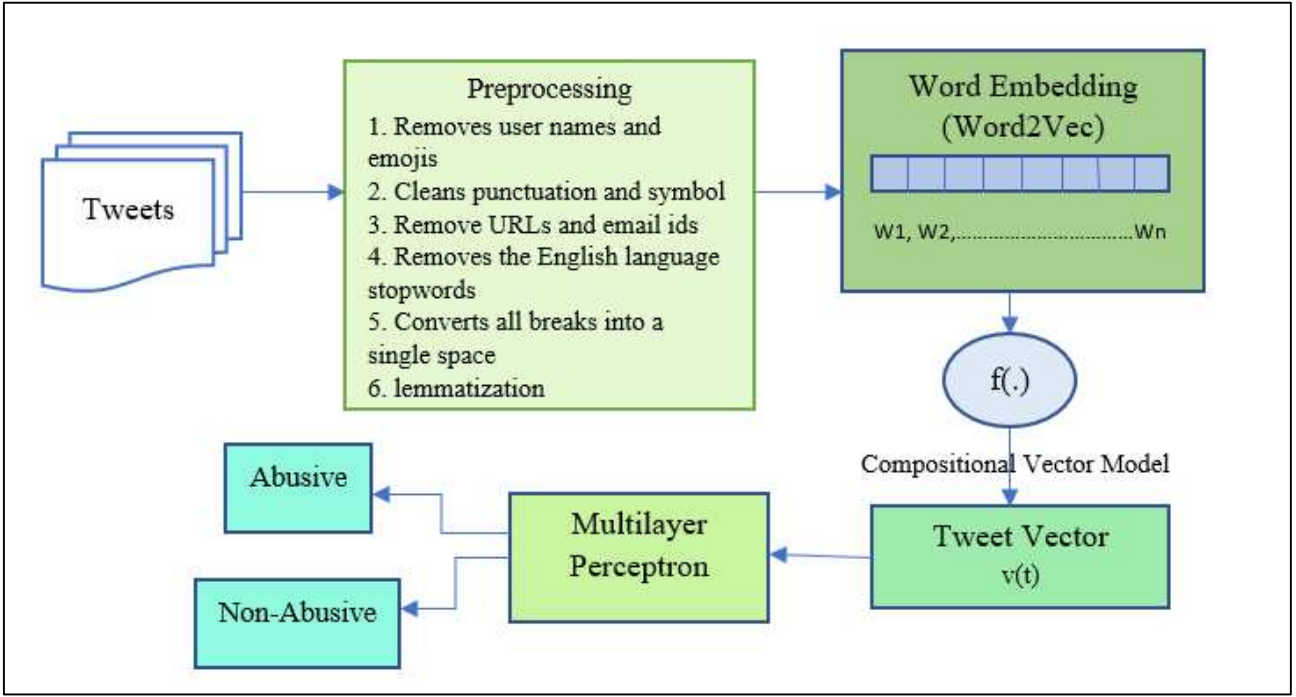 Tweets
Preprocessing
1. Removes user names and
emojis
2. Cleans punctuation and symbol
3. Remove URLs and email ids
4. Removes the English language
stopwords
5. Converts all breaks into a
single space
6. lemmatization
Word Embedding
(Word2Vec)
W1, W2,....................................Wn
f(.)
Compositional Vector Model
Tweet Vector
v(t)
Multilayer
Perceptron
Abusive
Non-Abusive